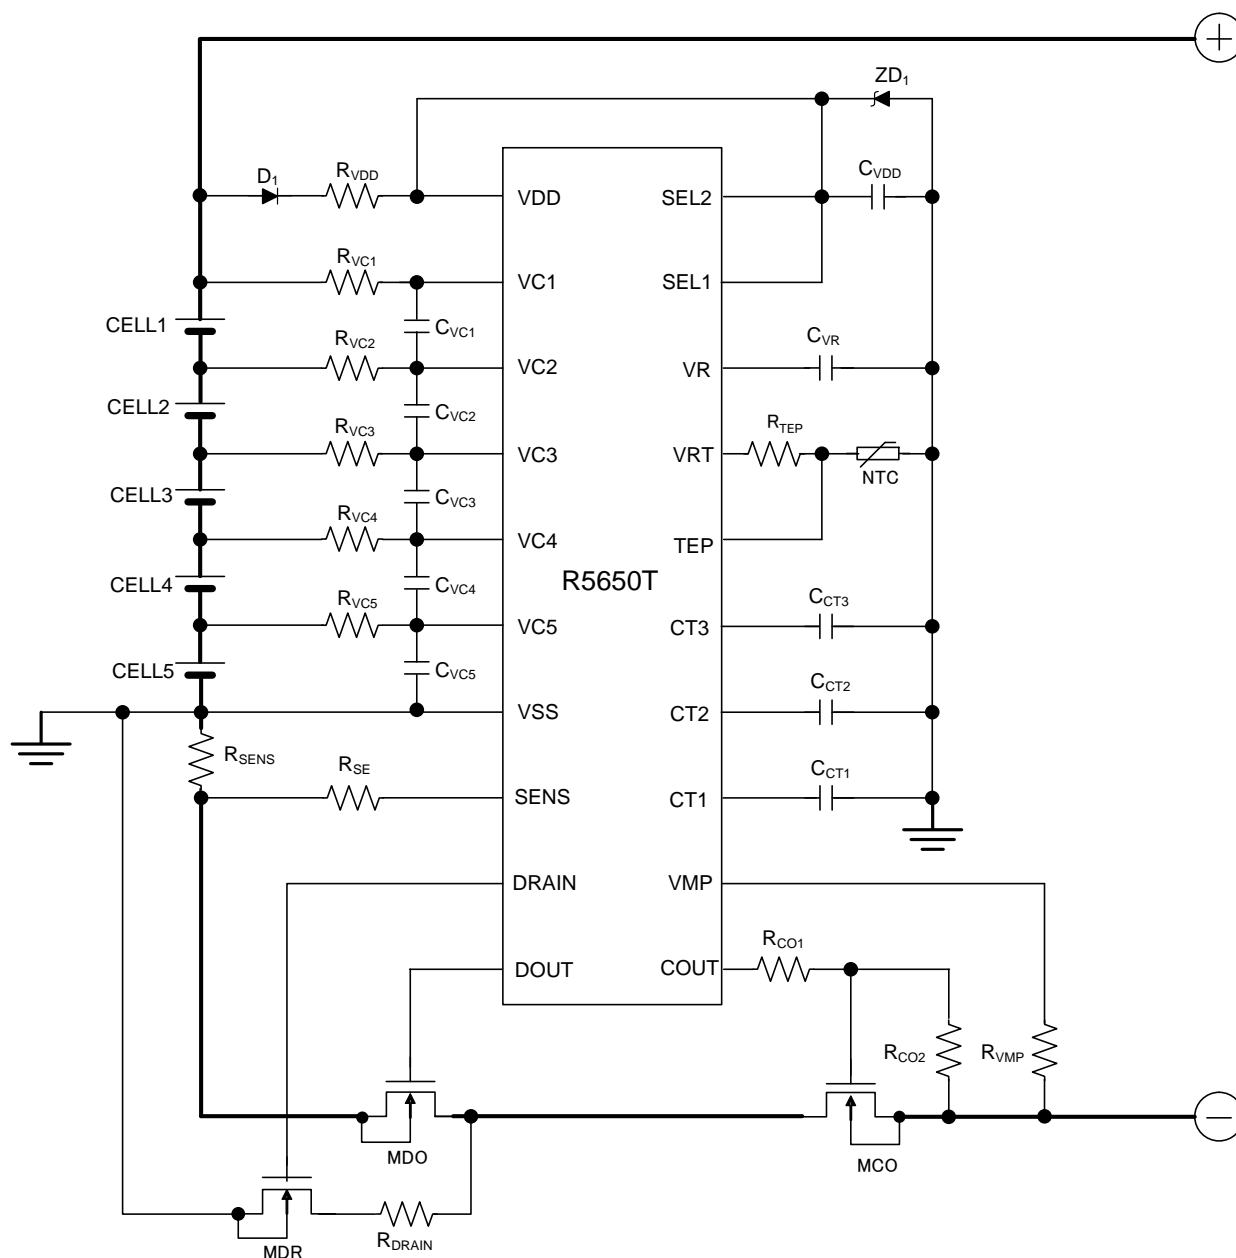 +
ZD1
D1
RVDD
CVDD
VDD
SEL2
RVC1
VC1
SEL1
CELL1
CVC1
RVC2
VC2
VR
CVR
CELL2
CVC2
RVC3
VC3
VRT
RTEP
NTC
CELL3
CVC3
RVC4
VC4
TEP
R5650T
CELL4
CVC4
RVC5
VC5
CT3
CCT3
CELL5
CVC5
VSS
CT2
CCT2
RSENS
RSE
SENS
CT1
CCT1
DRAIN
VMP
DOUT
COUT
RCO1
RCO2
RVMP
−
MDO
MCO
MDR
RDRAIN